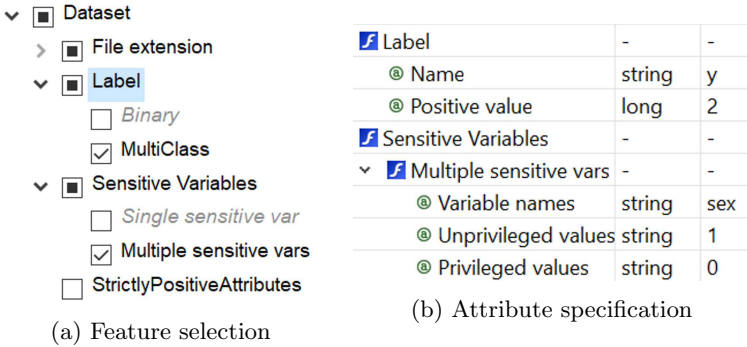 Dataset
File extension
Label
Binary
MultiClass
Sensitive Variables
Single sensitive var
Multiple sensitive vars
StrictlyPositiveAttributes
(a) Feature selection
Label - -
Name string y
Positive value long 2
Sensitive Variables - -
Multiple sensitive vars - -
Variable names string sex
Unprivileged values string 1
Privileged values string 0
(b) Attribute specification